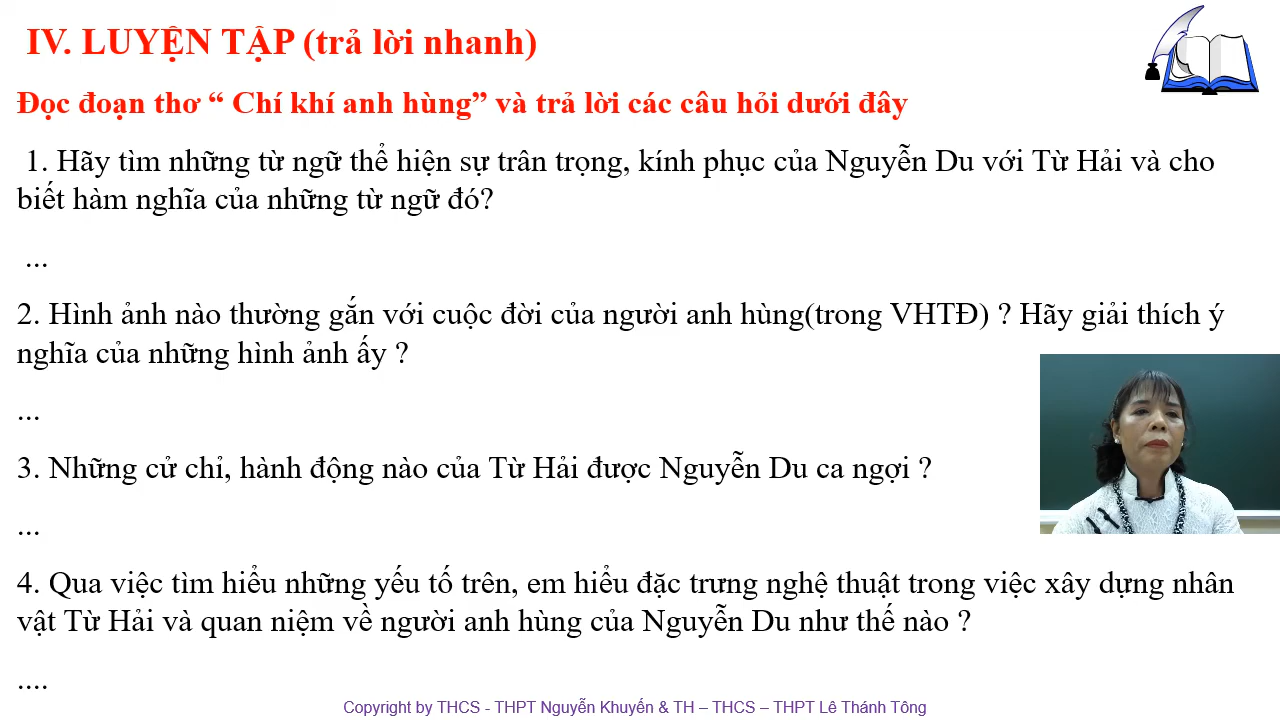 IV. LUYỆN TẬP (trả lời nhanh)
Đọc đoạn thơ “ Chí khí anh hùng” và trả lời các câu hỏi dưới đây
1. Hãy tìm những từ ngữ thể hiện sự trân trọng, kính phục của Nguyễn Du với Từ Hải và cho
biết hàm nghĩa của những từ ngữ đó?
...
2. Hình ảnh nào thường gắn với cuộc đời của người anh hùng(trong VHTĐ) ? Hãy giải thích ý
nghĩa của những hình ảnh ấy ?
...
3. Những cử chỉ, hành động nào của Từ Hải được Nguyễn Du ca ngợi ?
...
4. Qua việc tìm hiểu những yếu tố trên, em hiểu đặc trưng nghệ thuật trong việc xây dựng nhân
vật Từ Hải và quan niệm về người anh hùng của Nguyễn Du như thế nào ?
....
Copyright by THCS - THPT Nguyễn Khuyến & TH – THCS – THPT Lê Thánh Tông